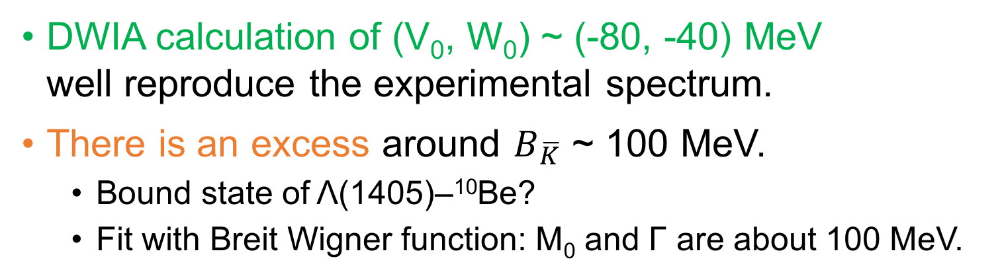 • DWIA calculation of (V₀, W₀) ~ (-80, -40) MeV
well reproduce the experimental spectrum.
• There is an excess around B_K̅ ~ 100 MeV.
• Bound state of Λ(1405)–¹⁰Be?
• Fit with Breit Wigner function: M₀ and Γ are about 100 MeV.